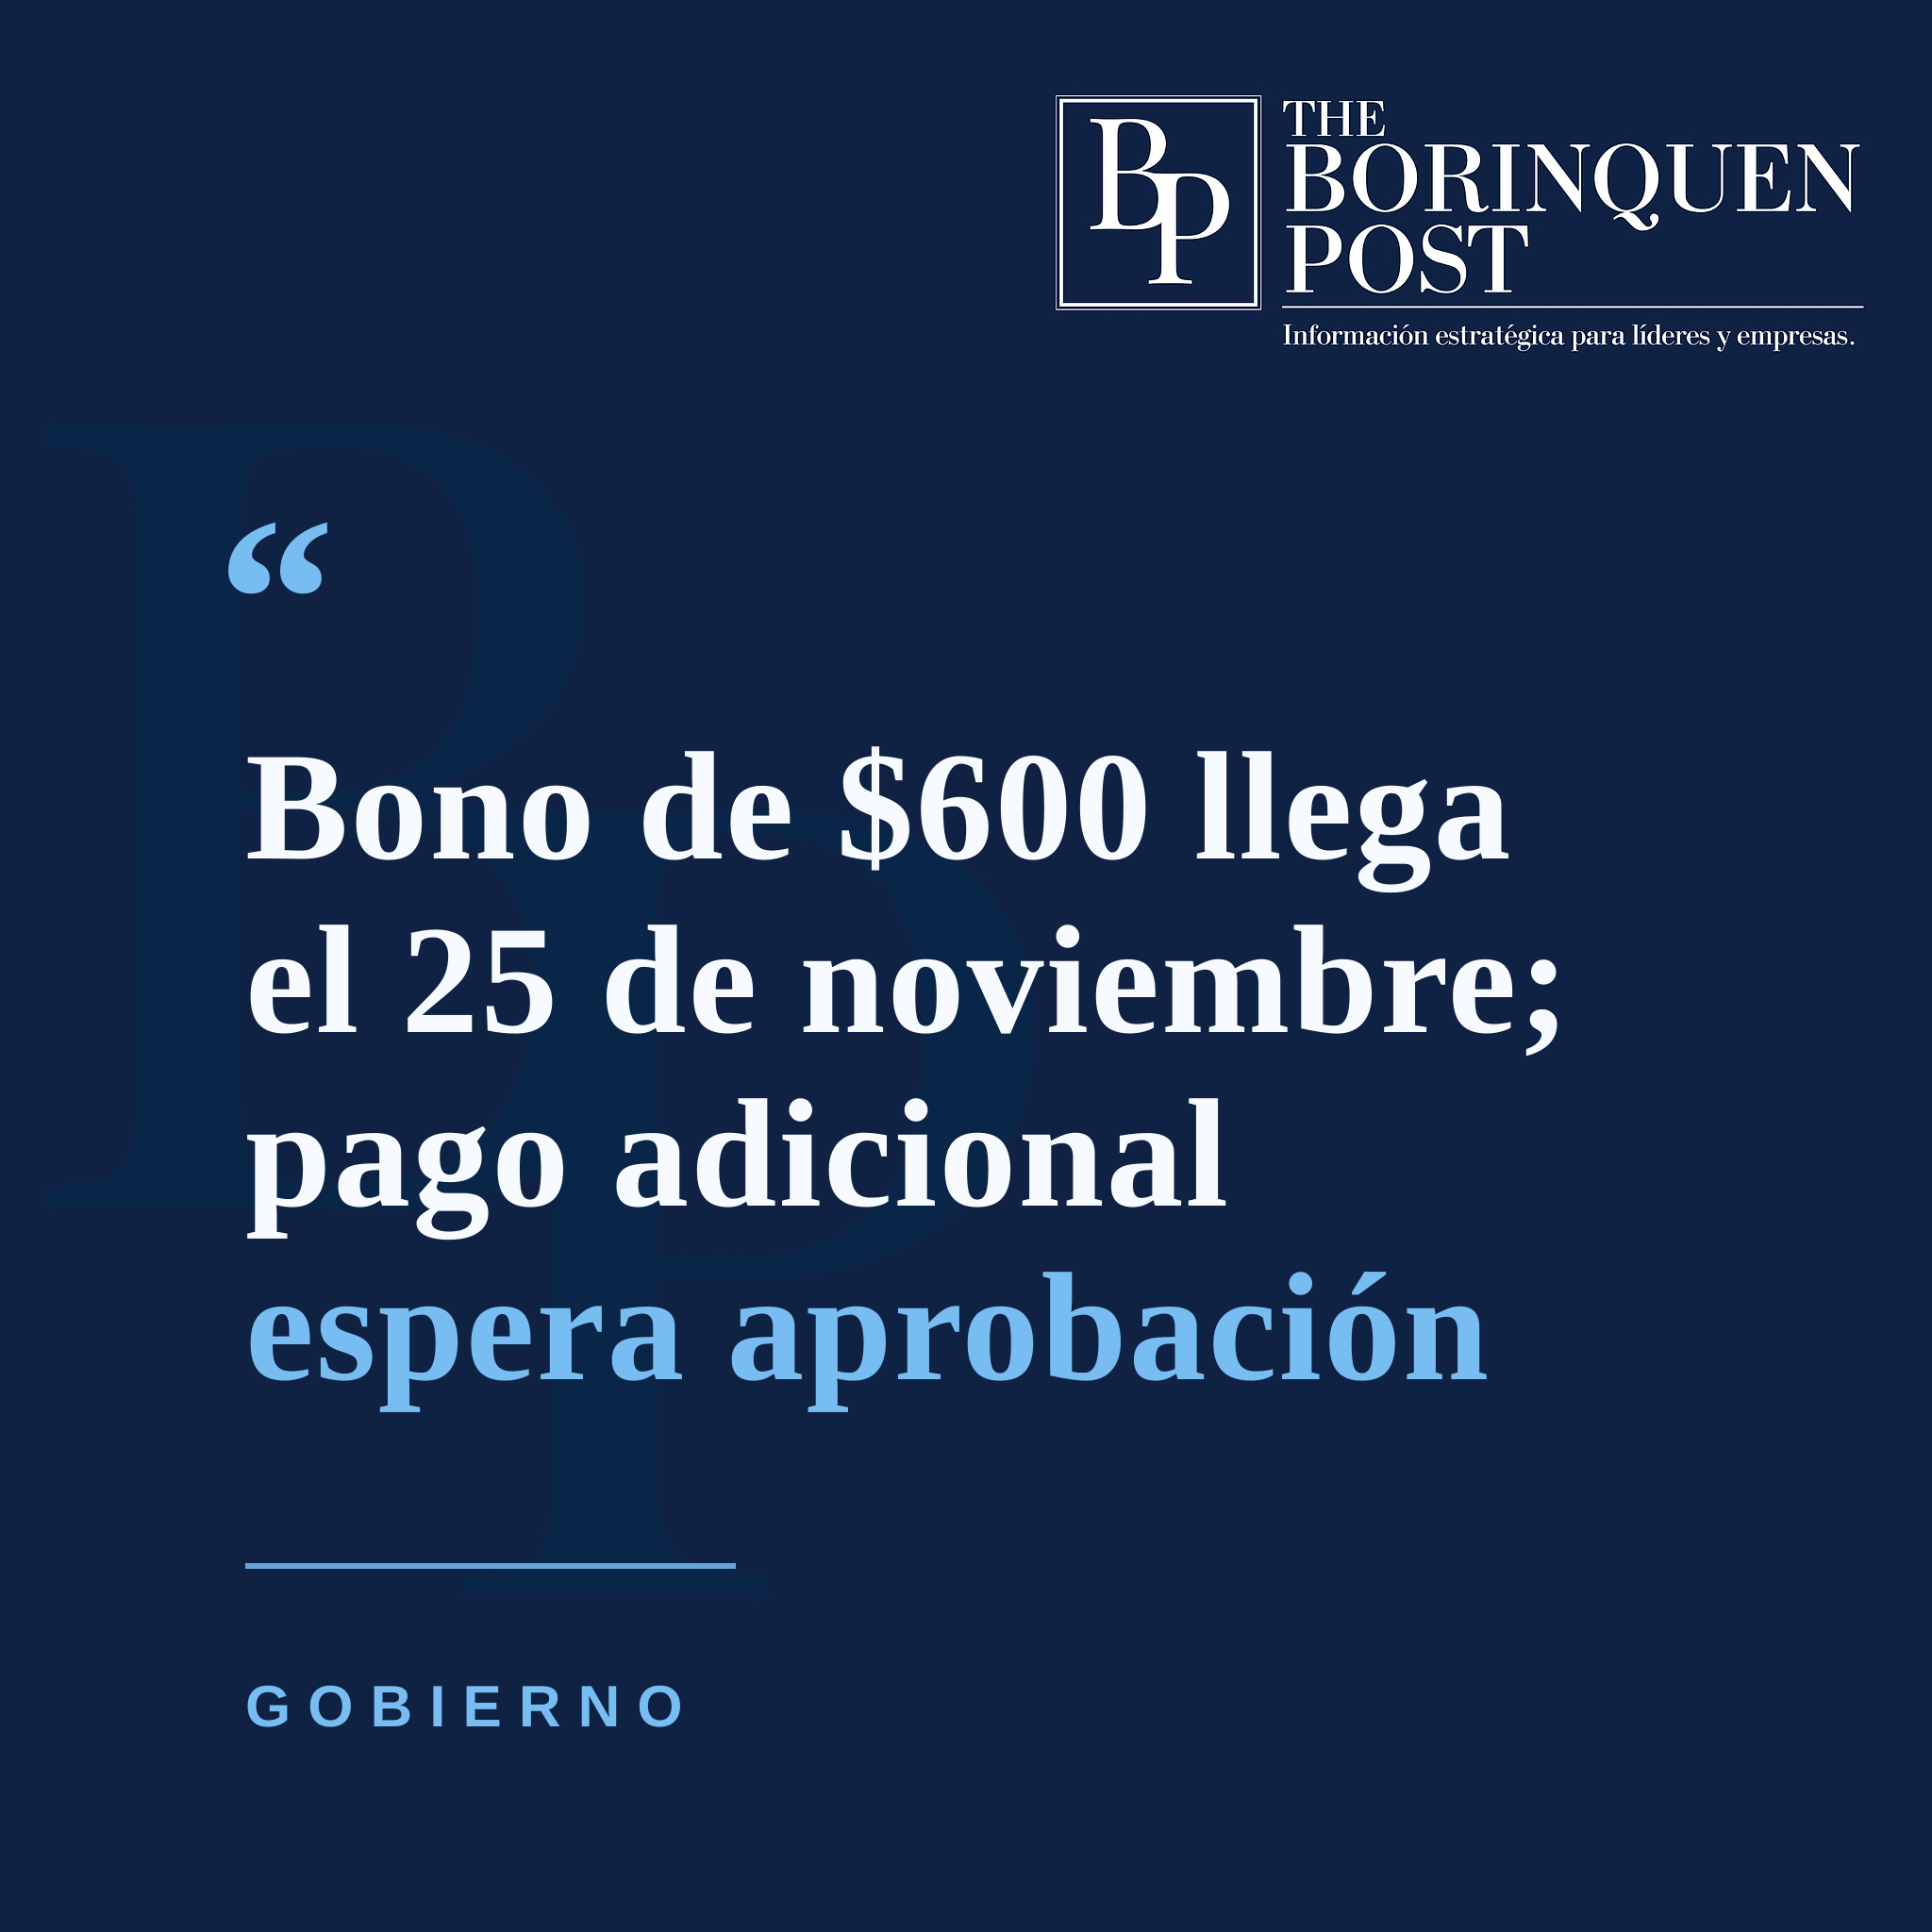 BP
THE
BORINQUEN
POST
Información estratégica para líderes y empresas.
“
Bono de $600 llega
el 25 de noviembre;
pago adicional
espera aprobación
GOBIERNO